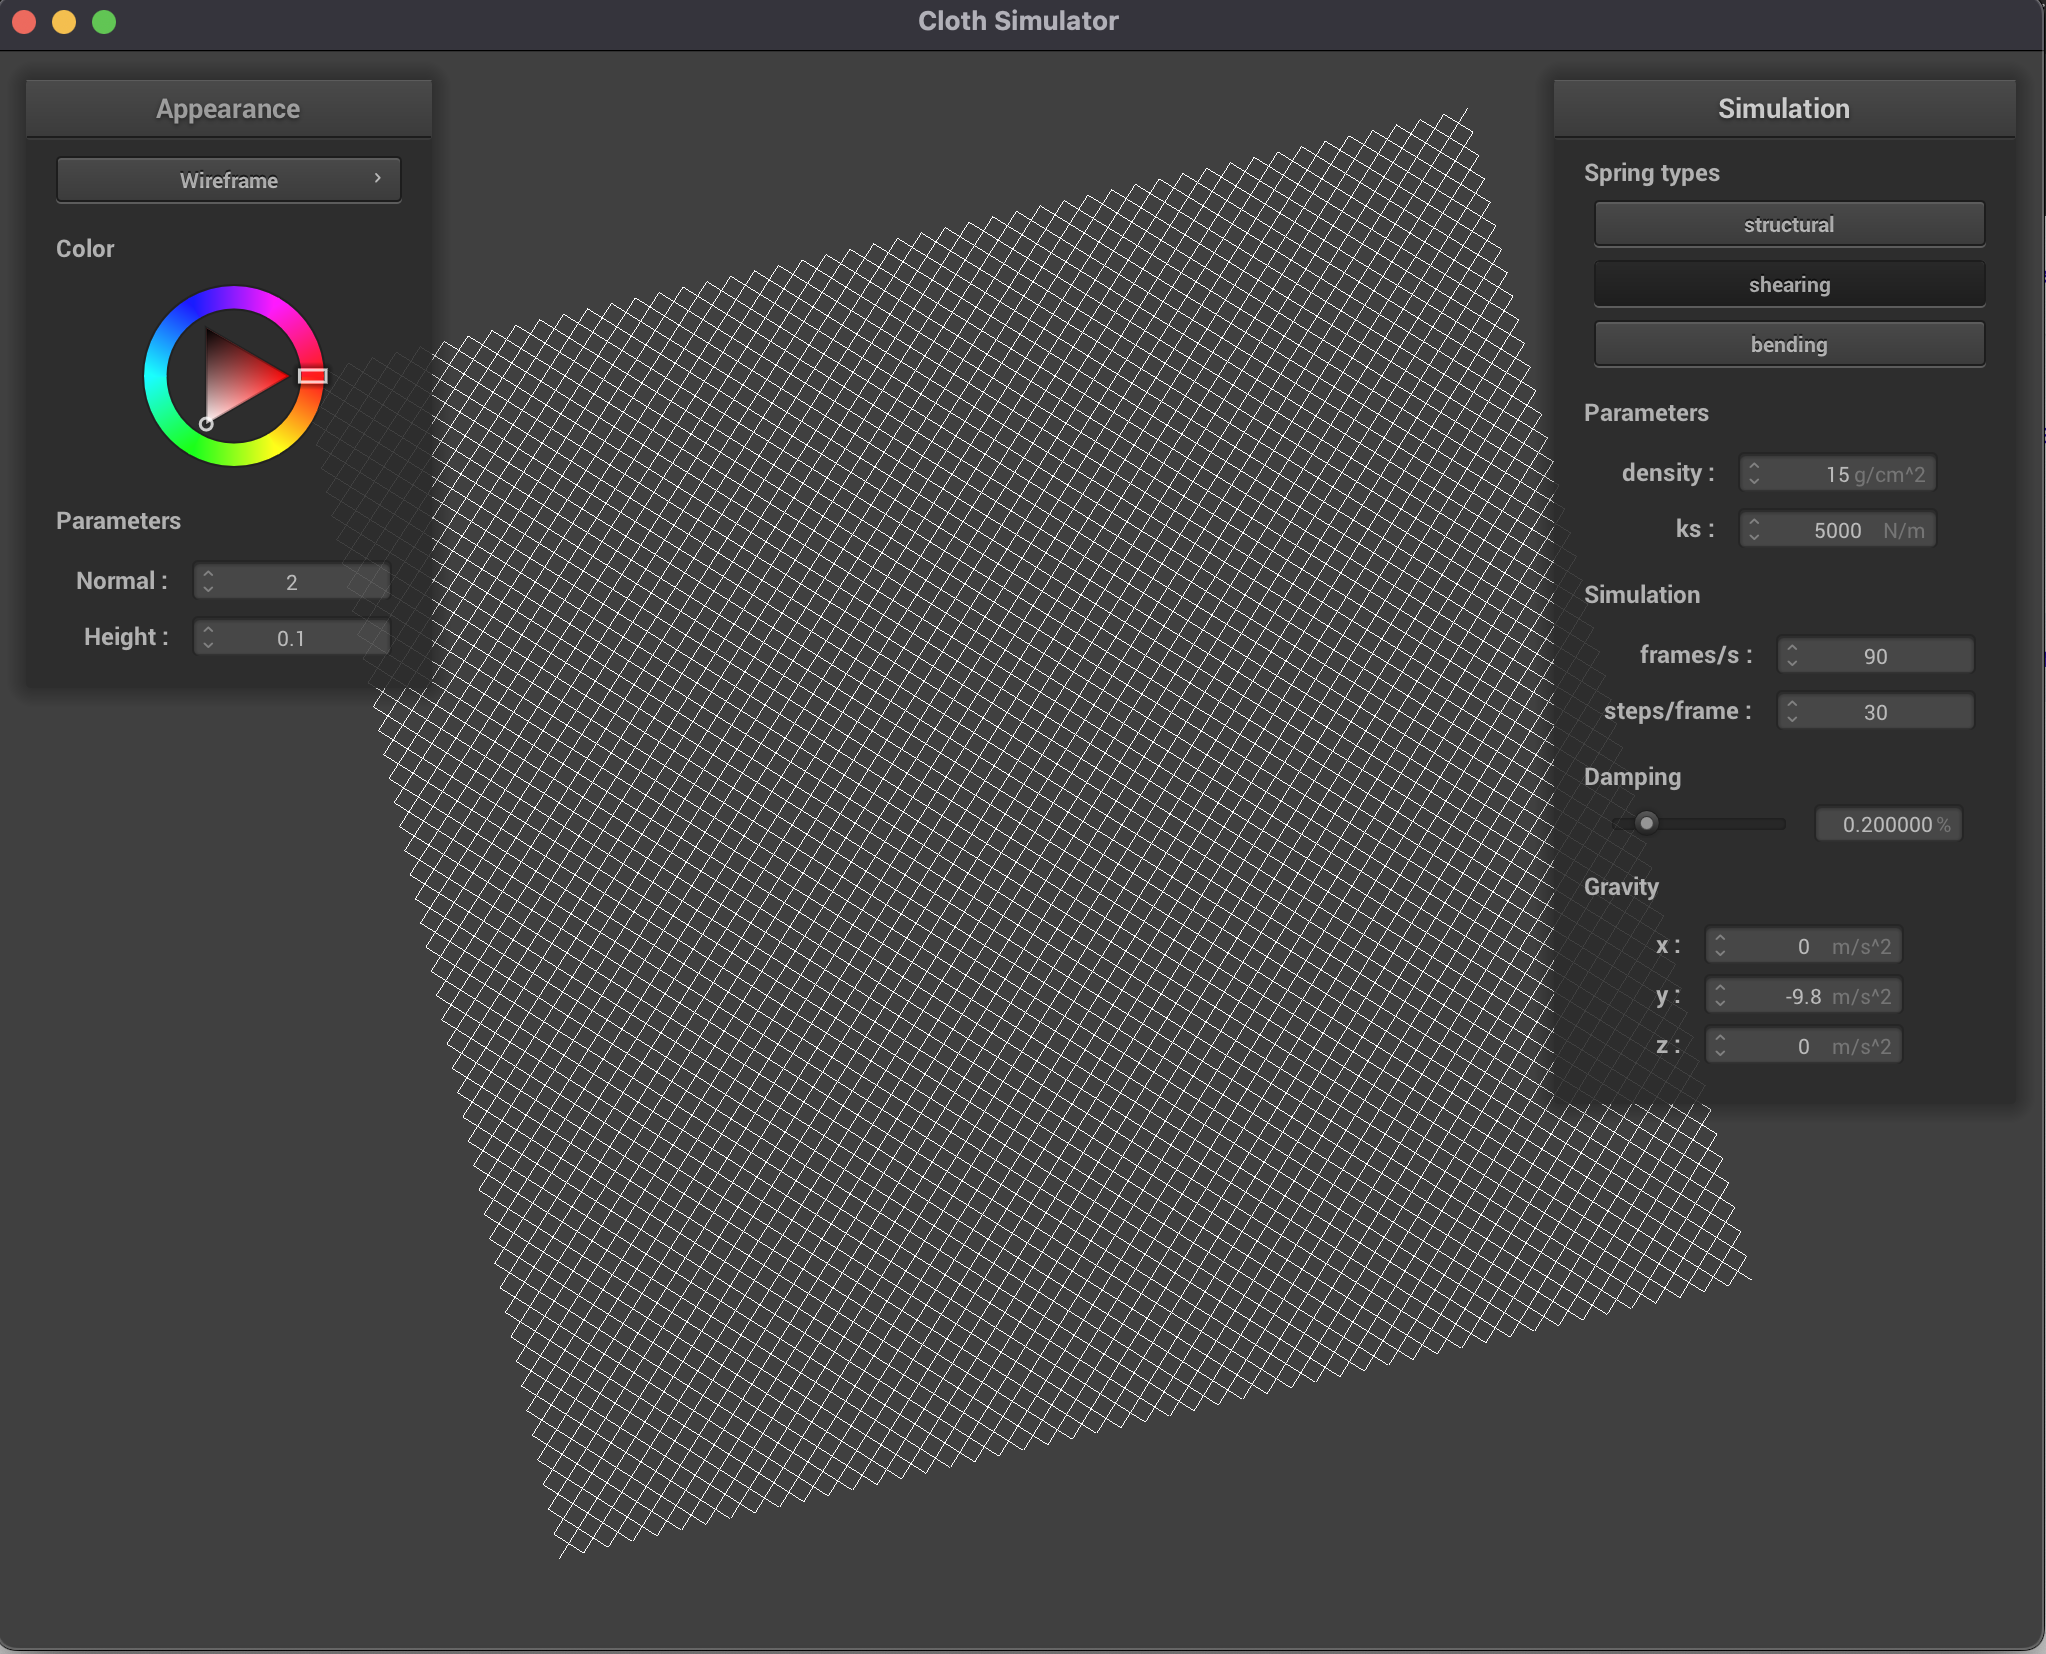 Cloth Simulator
Appearance
Wireframe ›
Color
Parameters
Normal : 2
Height : 0.1
Simulation
Spring types
structural
shearing
bending
Parameters
density : 15 g/cm^2
ks : 5000 N/m
Simulation
frames/s : 90
steps/frame : 30
Damping
0.200000 %
Gravity
x : 0 m/s^2
y : -9.8 m/s^2
z : 0 m/s^2